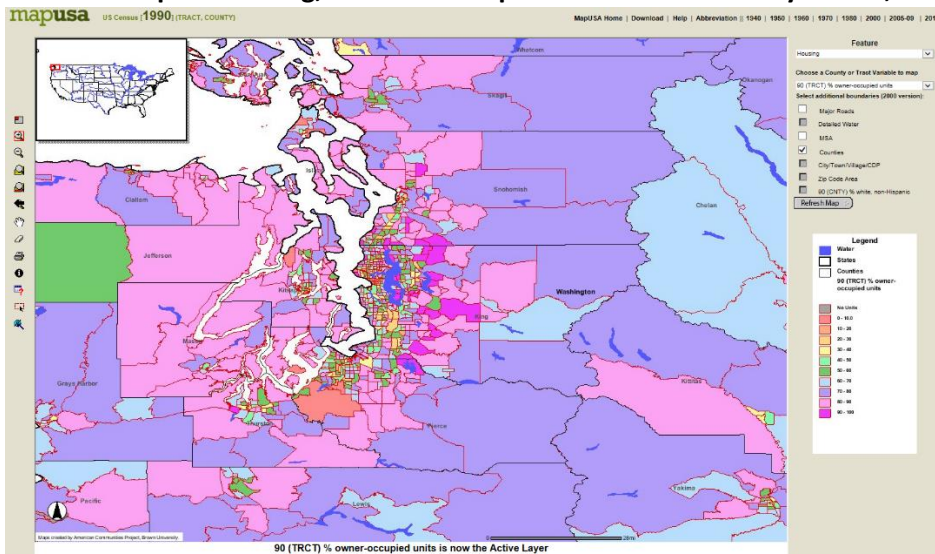 mapusa US Census [1990] (TRACT, COUNTY)
MapUSA Home | Download | Help | Abbreviation || 1940 | 1950 | 1960 | 1970 | 1980 | 2000 | 2005-09 | 201
Feature
Housing
Choose a County or Tract Variable to map
90 (TRCT) % owner-occupied units
Select additional boundaries (2000 version):
Major Roads
Detailed Water
MSA
Counties
City/Town/Village/CDP
Zip Code Area
90 (CNTY) % white, non-Hispanic
Refresh Map
Legend
Water
States
Counties
90 (TRCT) % owner-
occupied units
No Units
0 - 10.0
10 - 20
20 - 30
30 - 40
40 - 50
50 - 60
60 - 70
70 - 80
80 - 90
90 - 100
Whatcom
Okanogan
Skagit
Island
Snohomish
Clallam
Chelan
Jefferson
Washington
King
Mason
Grays Harbor
Kittitas
Thurston
Pierce
Pacific
Lewis
Yakima
Maps created by American Communities Project, Brown University.
90 (TRCT) % owner-occupied units is now the Active Layer